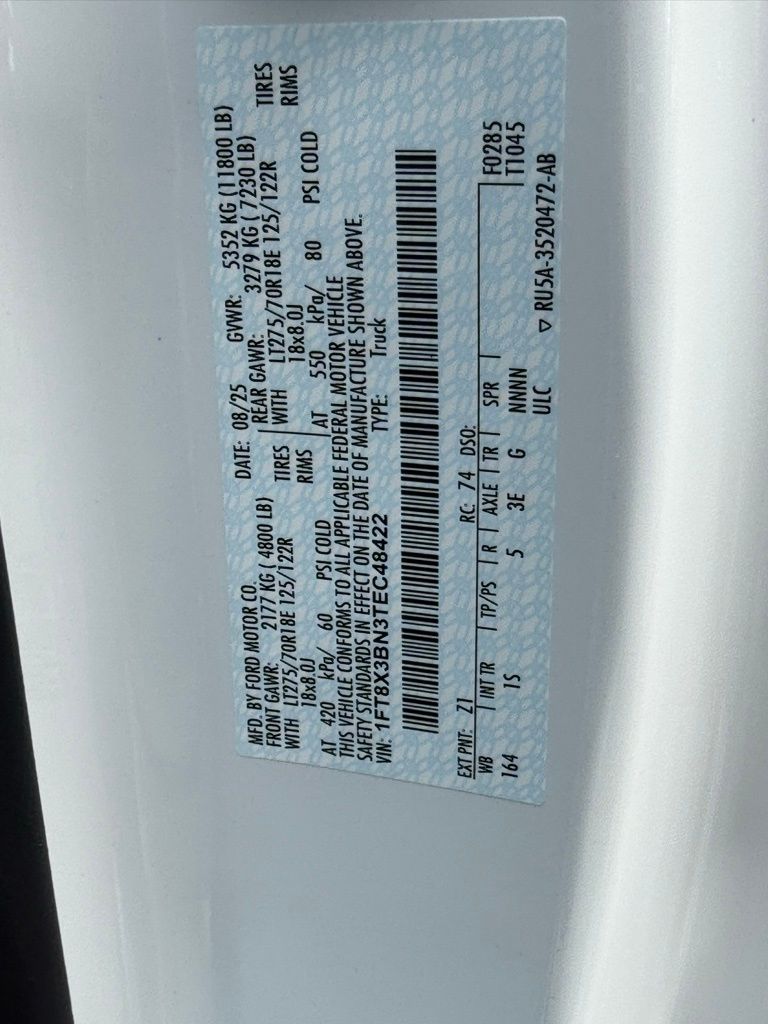 MFD. BY FORD MOTOR CO. DATE: 08/25 GVWR: 5352 KG (11800 LB)
FRONT GAWR: 2177 KG ( 4800 LB) REAR GAWR: 3279 KG ( 7230 LB)
WITH LT275/70R18E 125/122R TIRES WITH LT275/70R18E 125/122R TIRES
18x8.0J RIMS 18x8.0J RIMS
AT 420 kPa/ 60 PSI COLD AT 550 kPa/ 80 PSI COLD
THIS VEHICLE CONFORMS TO ALL APPLICABLE FEDERAL MOTOR VEHICLE
SAFETY STANDARDS IN EFFECT ON THE DATE OF MANUFACTURE SHOWN ABOVE.
VIN: 1FT8X3BN3TEC48422 TYPE: Truck
EXT PNT: Z1 RC: 74 DSO:
WB INT TR TP/PS R AXLE TR SPR F0285
164 1S 5 3E G NNNN T1045
ULC ▽ RU5A-3520472-AB